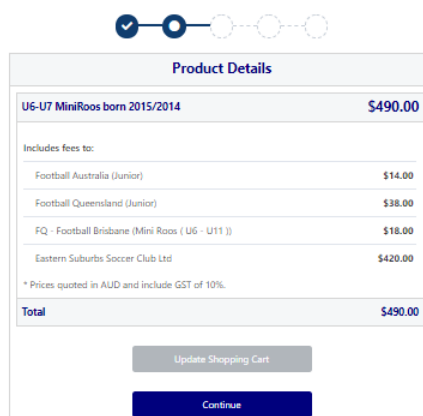 Product Details
U6-U7 MiniRoos born 2015/2014 $490.00
Includes fees to:
Football Australia (Junior) $14.00
Football Queensland (Junior) $38.00
FQ - Football Brisbane (Mini Roos ( U6 - U11 )) $18.00
Eastern Suburbs Soccer Club Ltd $420.00
* Prices quoted in AUD and include GST of 10%.
Total $490.00
Update Shopping Cart
Continue